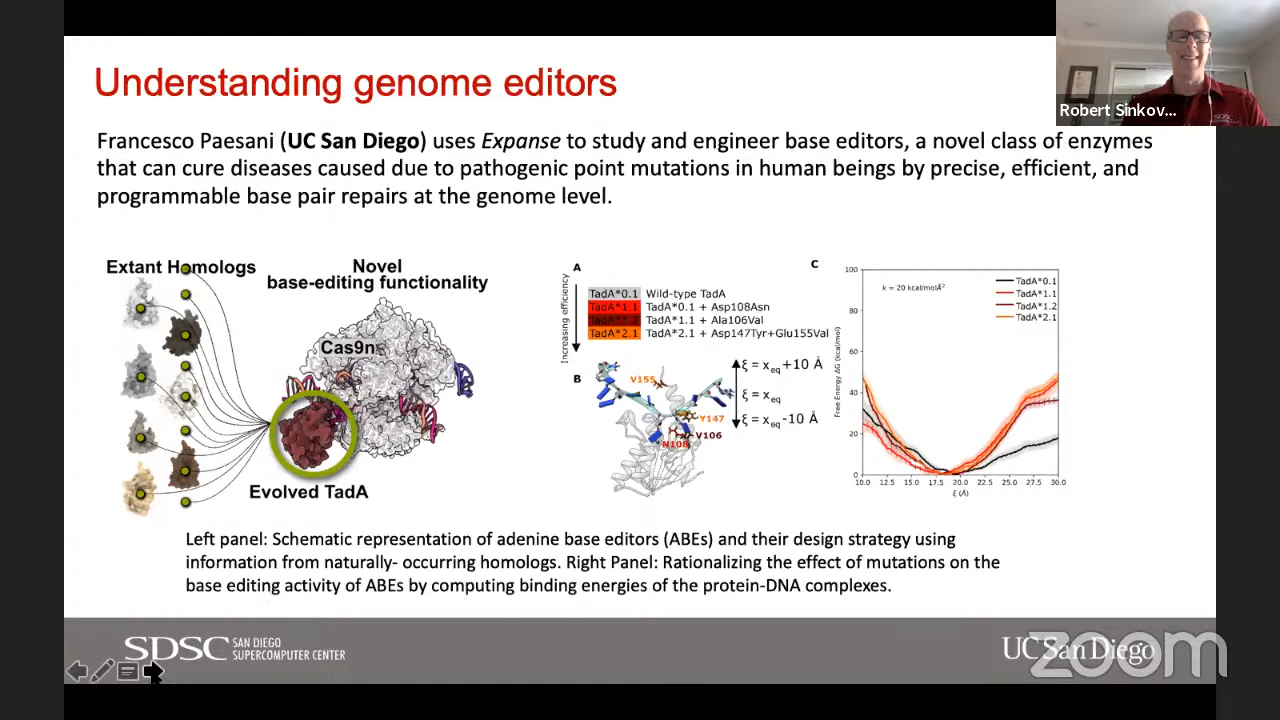 Understanding genome editors
Robert Sinkov...
Francesco Paesani (UC San Diego) uses Expanse to study and engineer base editors, a novel class of enzymes
that can cure diseases caused due to pathogenic point mutations in human beings by precise, efficient, and
programmable base pair repairs at the genome level.
Extant Homologs
Novel
base-editing functionality
Cas9n
Evolved TadA
A
Increasing efficiency
TadA*0.1 Wild-type TadA
TadA*1.1 TadA*0.1 + Asp108Asn
TadA*1.2 TadA*1.1 + Ala106Val
TadA*2.1 TadA*2.1 + Asp147Tyr+Glu155Val
B
V155
Y147
V106
N108
ξ = xeq+10 Å
ξ = xeq
ξ = xeq-10 Å
C
k = 20 kcal/molÅ²
TadA*0.1
TadA*1.1
TadA*1.2
TadA*2.1
Free Energy ΔG (kcal/mol)
100
80
60
40
20
0
10.0 12.5 15.0 17.5 20.0 22.5 25.0 27.5 30.0
ξ (Å)
Left panel: Schematic representation of adenine base editors (ABEs) and their design strategy using
information from naturally- occurring homologs. Right Panel: Rationalizing the effect of mutations on the
base editing activity of ABEs by computing binding energies of the protein-DNA complexes.
SDSC SAN DIEGO
SUPERCOMPUTER CENTER
UC San Diego
zoom